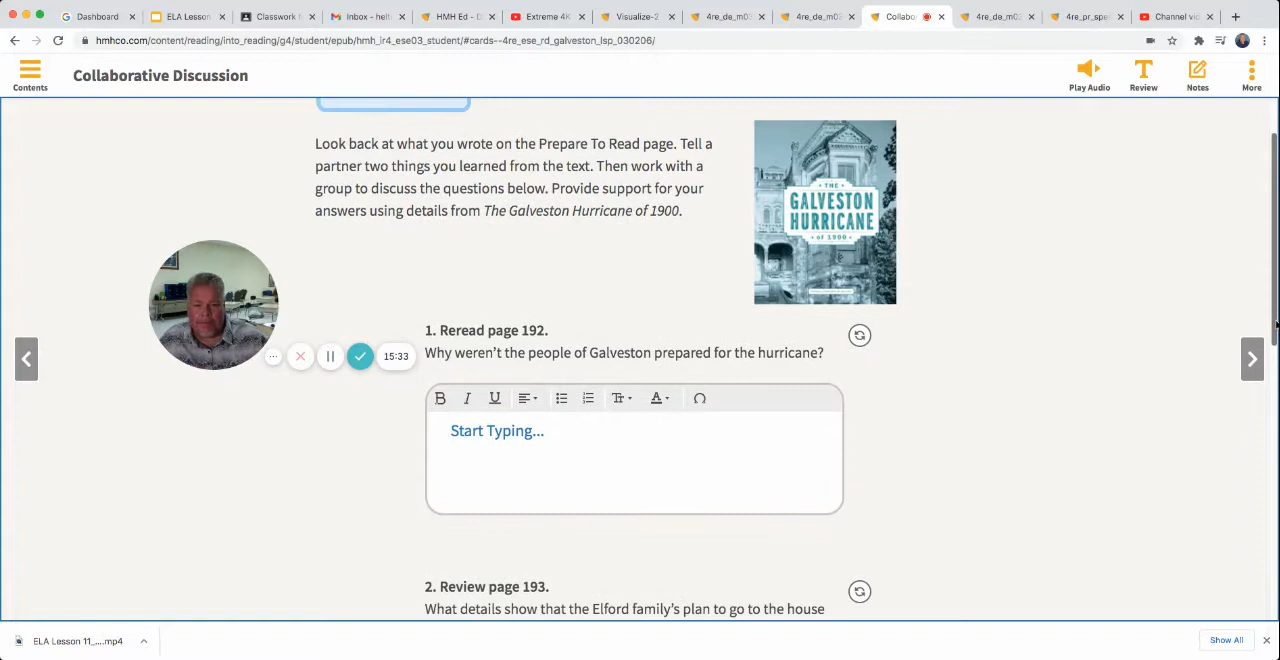 Dashboard
ELA Lesson
Classwork f
Inbox - helt
HMH Ed - D
Extreme 4K
Visualize-2
4re_de_m03
4re_de_m02
Collabo
4re_de_m02
4re_pr_spe
Channel vid
hmhco.com/content/reading/into_reading/g4/student/epub/hmh_ir4_ese03_student/#cards--4re_ese_rd_galveston_lsp_030206/
Contents
Collaborative Discussion
Play Audio
Review
Notes
More
Look back at what you wrote on the Prepare To Read page. Tell a
partner two things you learned from the text. Then work with a
group to discuss the questions below. Provide support for your
answers using details from The Galveston Hurricane of 1900.
THE
GALVESTON
HURRICANE
of 1900
15:33
1. Reread page 192.
Why weren't the people of Galveston prepared for the hurricane?
B I U
Start Typing...
2. Review page 193.
What details show that the Elford family's plan to go to the house
ELA Lesson 11_....mp4
Show All